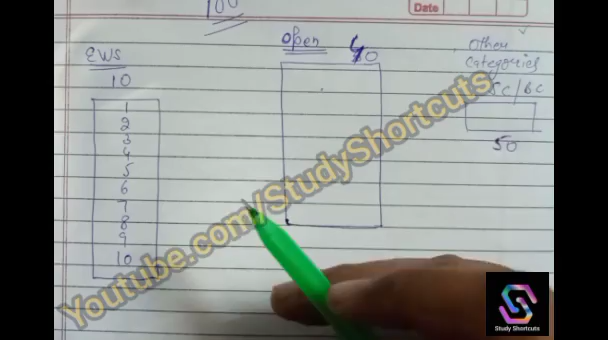 100
Date
EWS
10
1
2
3
4
5
6
7
8
9
10
open 40
other
categories
SC/BC
50
Youtube.com/StudyShortcuts
Study Shortcuts